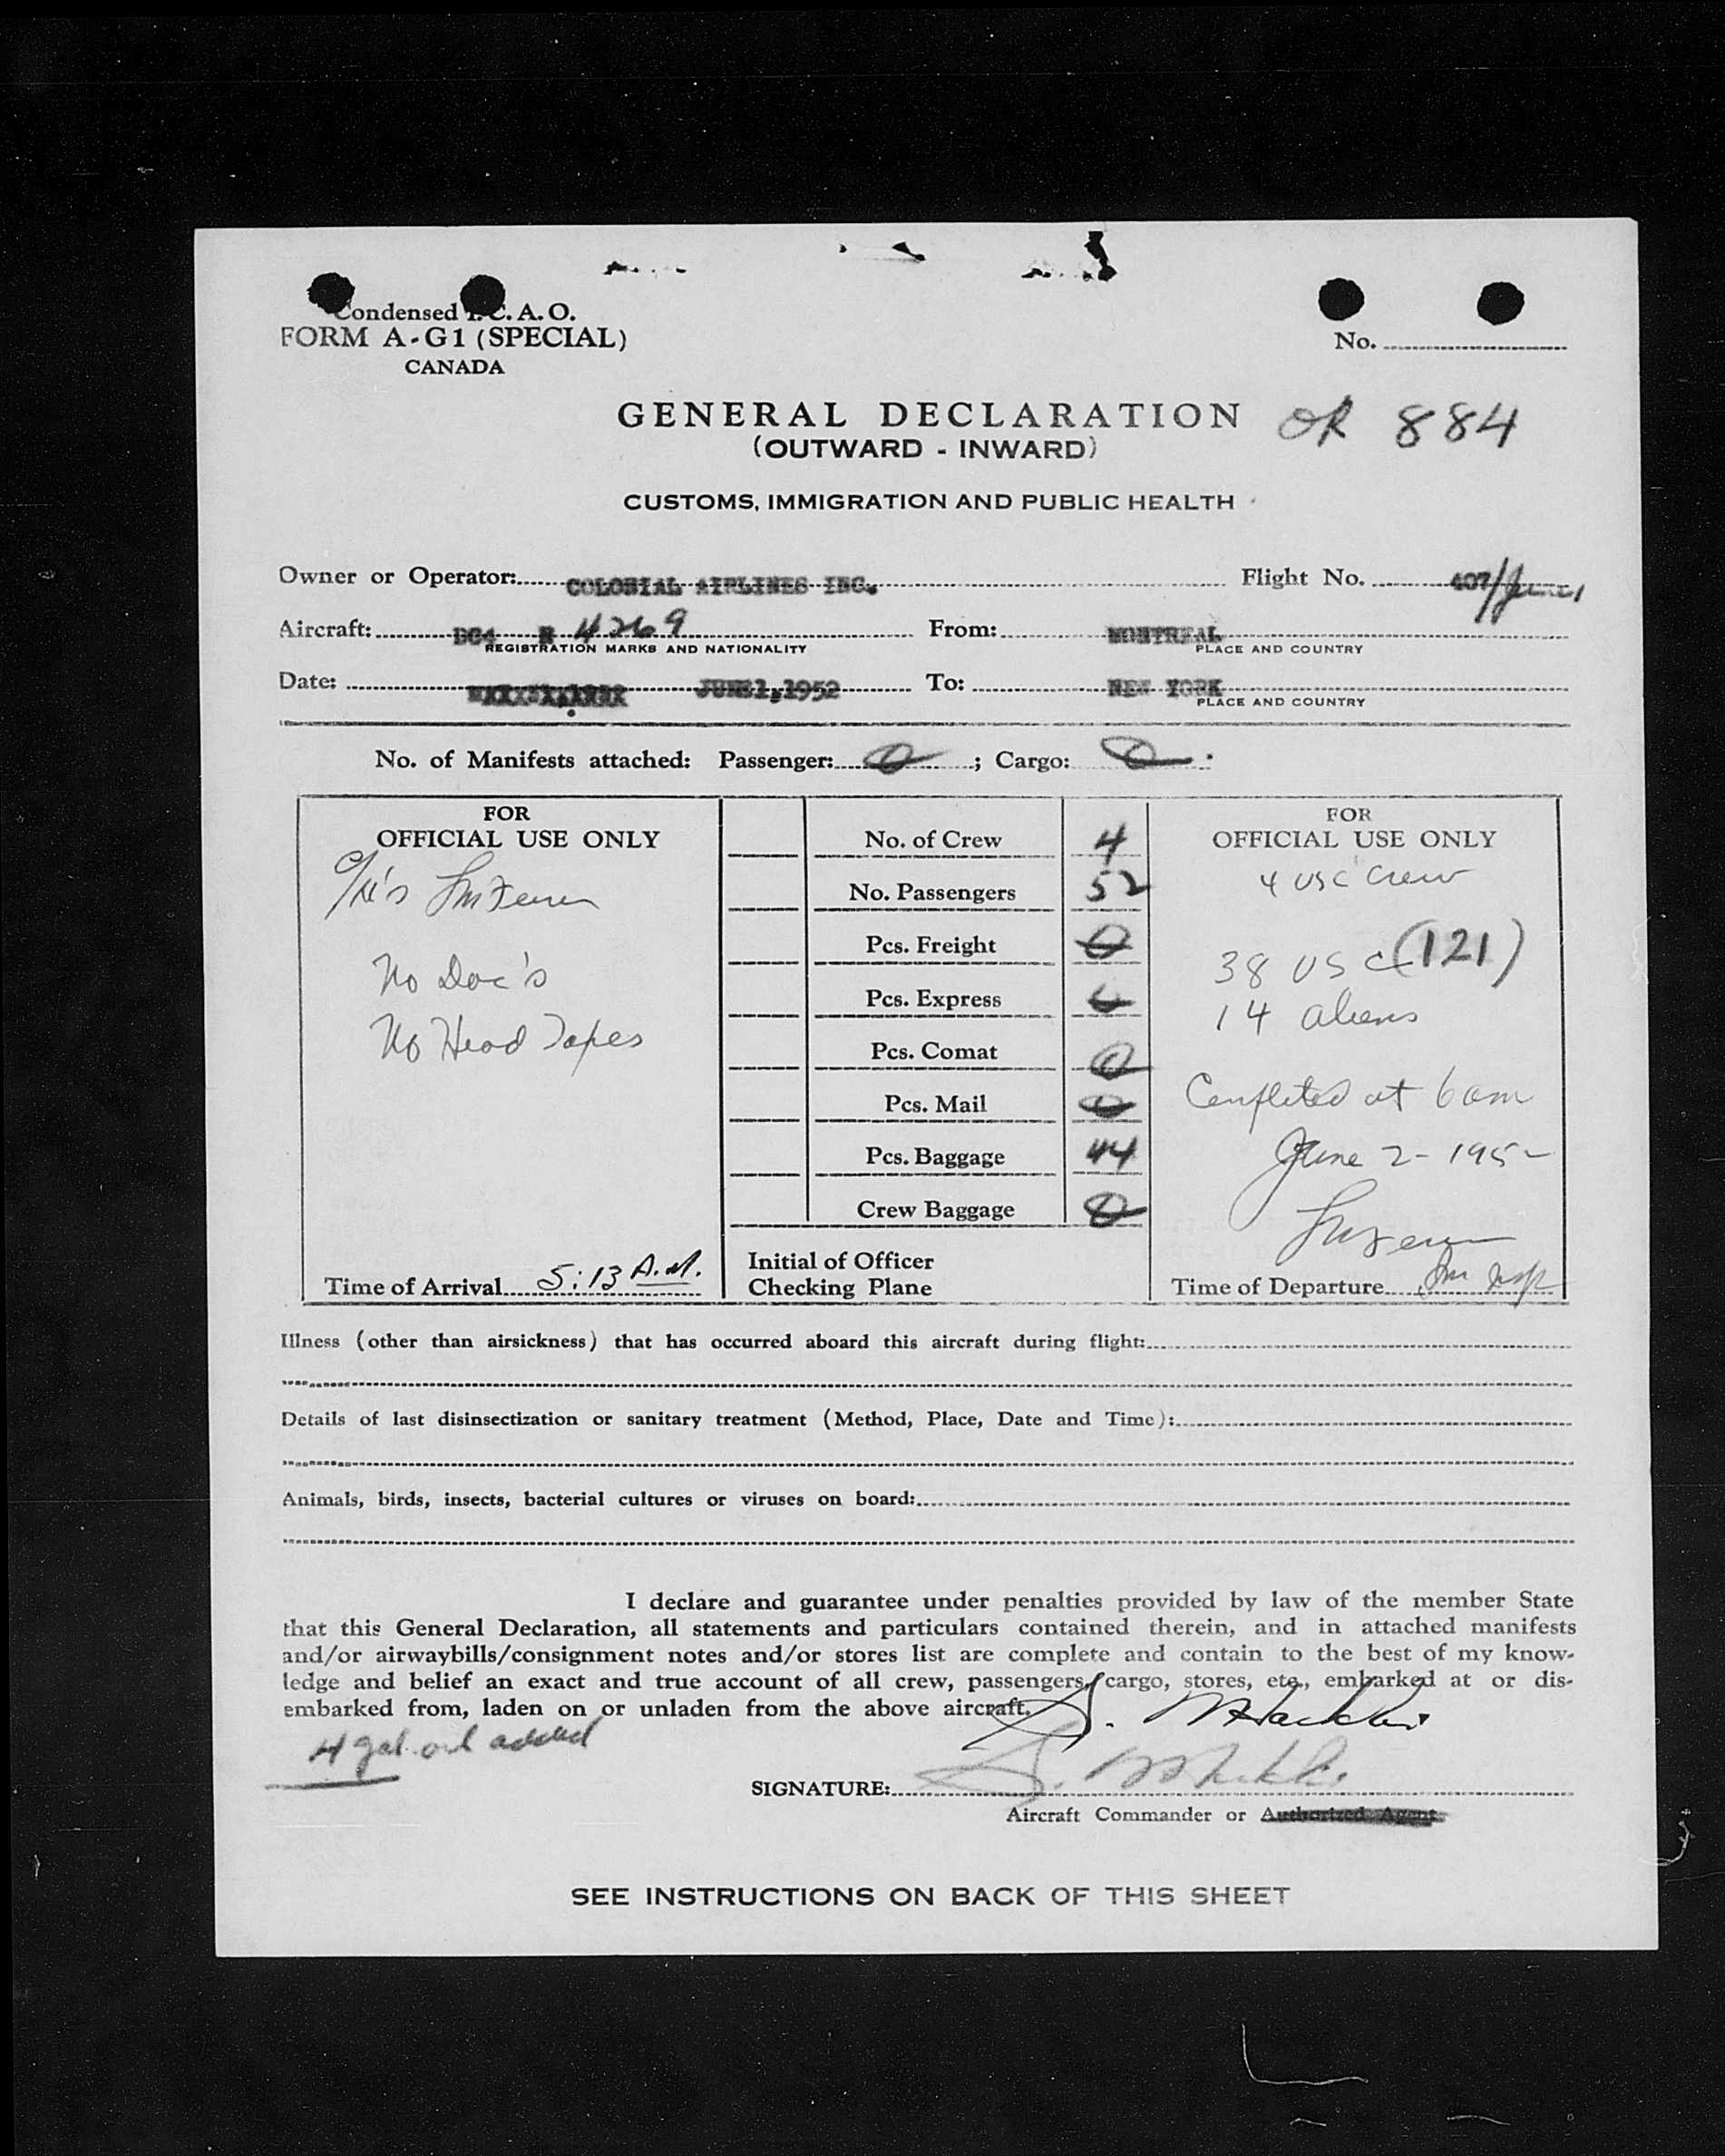 Condensed I. C. A. O.
FORM A-G1 (SPECIAL)
CANADA
No.
GENERAL DECLARATION
OR 884
(OUTWARD - INWARD)
CUSTOMS, IMMIGRATION AND PUBLIC HEALTH
Owner or Operator: COLONIAL AIRLINES INC. Flight No. 407/June 1
Aircraft: DC4 N 4269 From: MONTREAL
REGISTRATION MARKS AND NATIONALITY PLACE AND COUNTRY
Date: JUNE1,1952 To: NEW YORK
PLACE AND COUNTRY
No. of Manifests attached: Passenger: 0 ; Cargo: 0
FOR
OFFICIAL USE ONLY
No Doc's
No Head Tapes
Time of Arrival 5:13 A.M.
No. of Crew 4
No. Passengers 52
Pcs. Freight 0
Pcs. Express 0
Pcs. Comat 0
Pcs. Mail 0
Pcs. Baggage 44
Crew Baggage 0
Initial of Officer
Checking Plane
FOR
OFFICIAL USE ONLY
4 USC Crew
38 USC (121)
14 aliens
Completed at 6 am
June 2-1952
Time of Departure
Illness (other than airsickness) that has occurred aboard this aircraft during flight:
Details of last disinsectization or sanitary treatment (Method, Place, Date and Time):
Animals, birds, insects, bacterial cultures or viruses on board:
I declare and guarantee under penalties provided by law of the member State
that this General Declaration, all statements and particulars contained therein, and in attached manifests
and/or airwaybills/consignment notes and/or stores list are complete and contain to the best of my know-
ledge and belief an exact and true account of all crew, passengers, cargo, stores, etc., embarked at or dis-
embarked from, laden on or unladen from the above aircraft.
4 gal. oil added
SIGNATURE:
Aircraft Commander or Authorized Agent
SEE INSTRUCTIONS ON BACK OF THIS SHEET